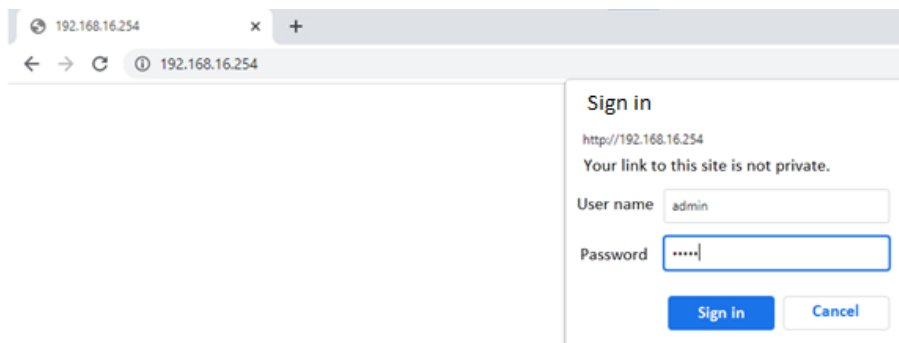 192.168.16.254
192.168.16.254
Sign in
http://192.168.16.254
Your link to this site is not private.
User name admin
Password •••••
Sign in Cancel